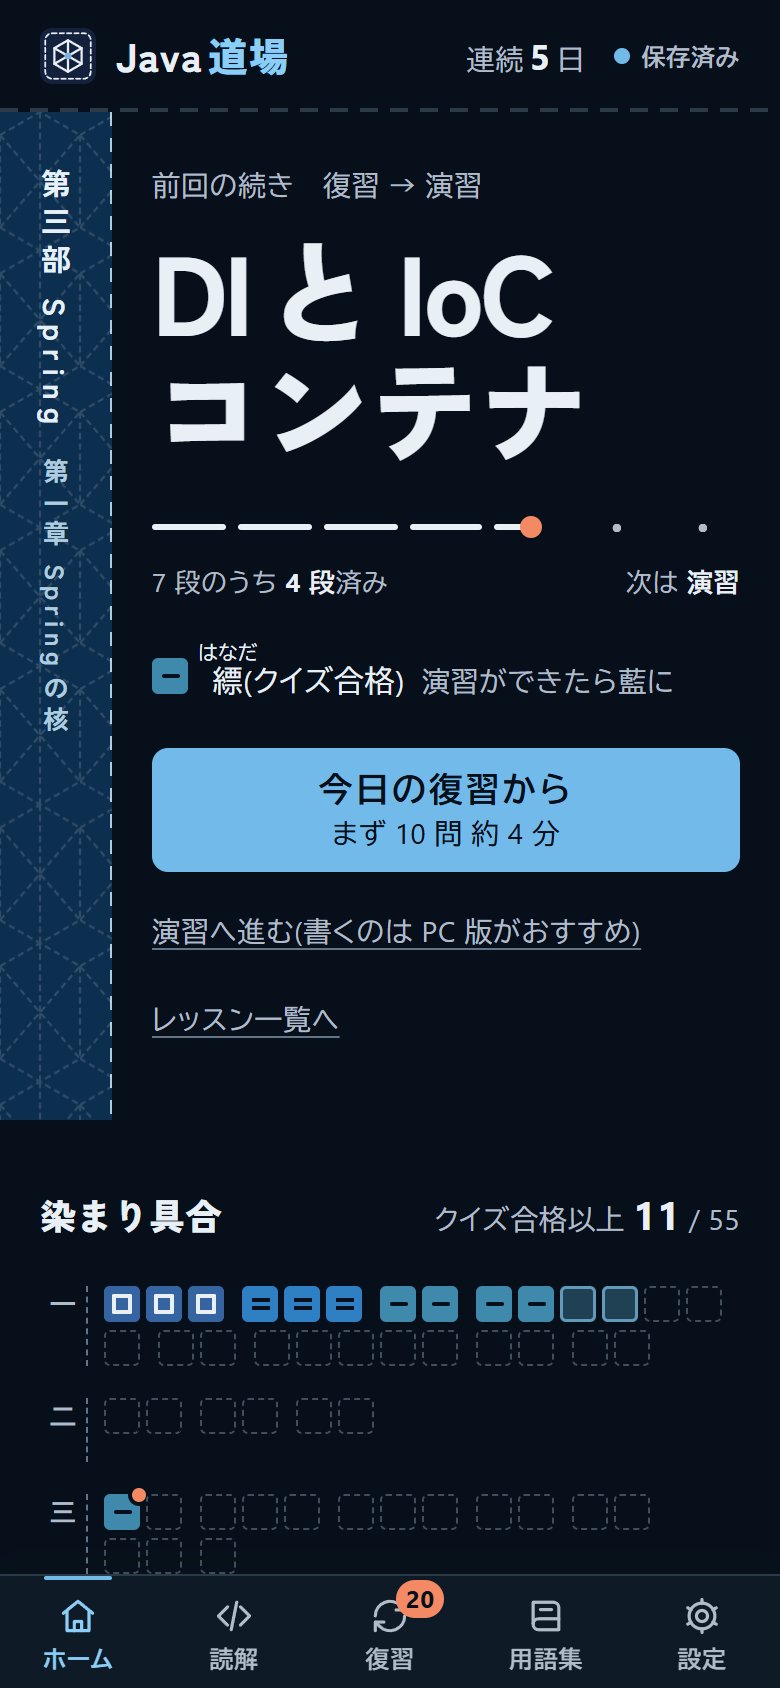 Java 道場
連続 5 日
保存済み
第三部 Spring 第一章 Springの核
前回の続き 復習 → 演習
DI と IoC
コンテナ
7 段のうち 4 段済み
次は 演習
はなだ
縹(クイズ合格) 演習ができたら藍に
今日の復習から
まず 10 問 約 4 分
演習へ進む(書くのは PC 版がおすすめ)
レッスン一覧へ
染まり具合
クイズ合格以上 11 / 55
一
二
三
20
ホーム
読解
復習
用語集
設定